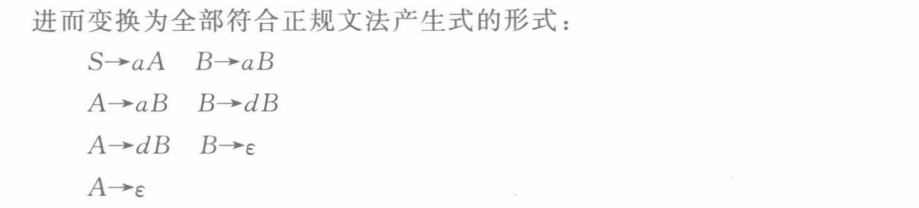 进而变换为全部符合正规文法产生式的形式：
S→aA B→aB
A→aB B→dB
A→dB B→ε
A→ε